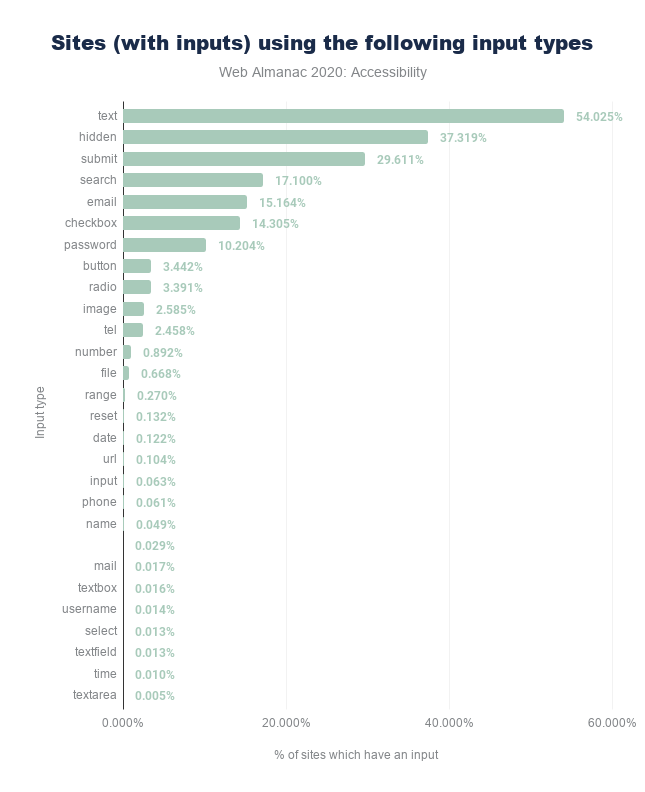 Sites (with inputs) using the following input types
Web Almanac 2020: Accessibility
Input type
text 54.025%
hidden 37.319%
submit 29.611%
search 17.100%
email 15.164%
checkbox 14.305%
password 10.204%
button 3.442%
radio 3.391%
image 2.585%
tel 2.458%
number 0.892%
file 0.668%
range 0.270%
reset 0.132%
date 0.122%
url 0.104%
input 0.063%
phone 0.061%
name 0.049%
0.029%
mail 0.017%
textbox 0.016%
username 0.014%
select 0.013%
textfield 0.013%
time 0.010%
textarea 0.005%
0.000% 20.000% 40.000% 60.000%
% of sites which have an input